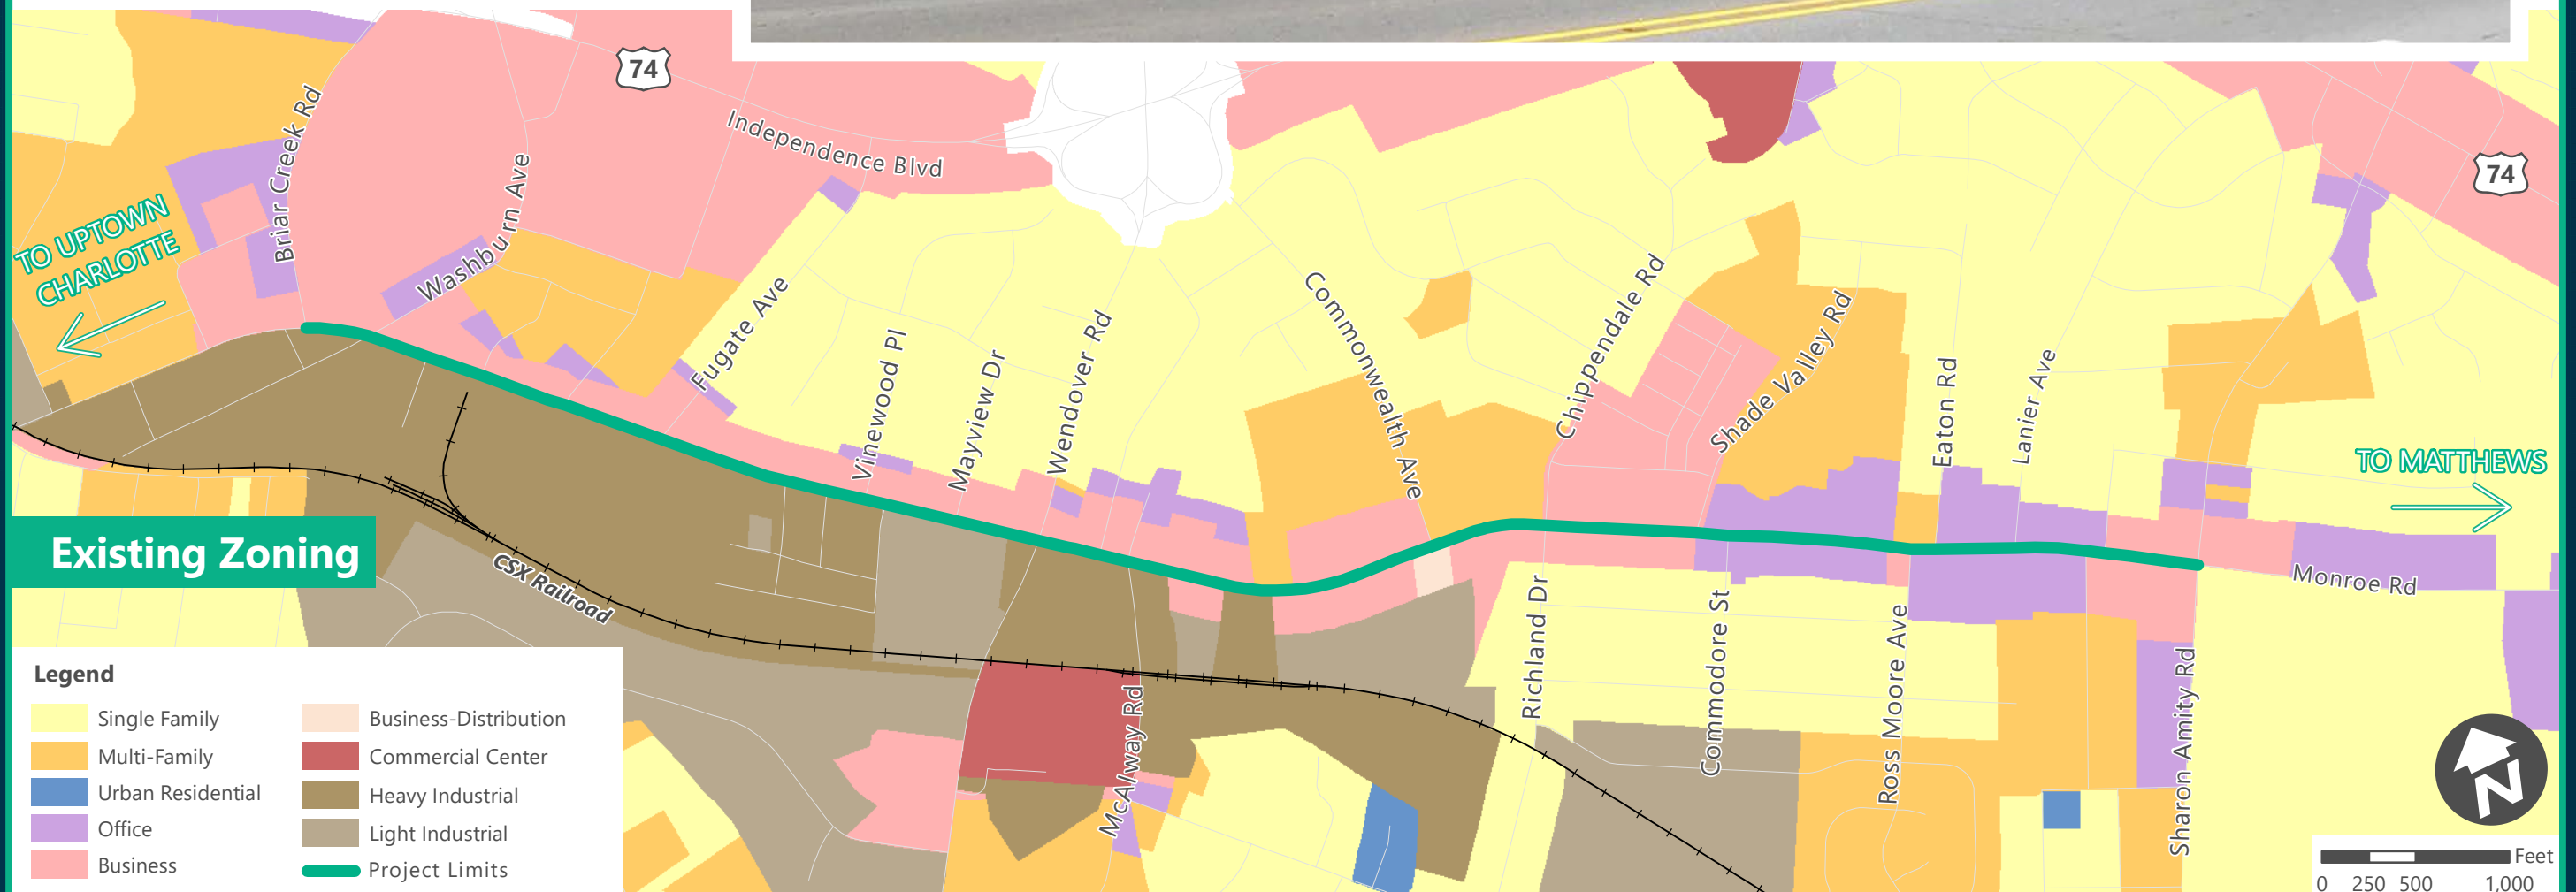 74
Independence Blvd
74
Briar Creek Rd
Washburn Ave
TO UPTOWN
CHARLOTTE
Fugate Ave
Vinewood Pl
Mayview Dr
Wendover Rd
Commonwealth Ave
Chippendale Rd
Shade Valley Rd
Eaton Rd
Lanier Ave
TO MATTHEWS
Existing Zoning
CSX Railroad
Monroe Rd
Richland Dr
Commodore St
Ross Moore Ave
Sharon Amity Rd
McAlway Rd
Legend
Single Family
Multi-Family
Urban Residential
Office
Business
Business-Distribution
Commercial Center
Heavy Industrial
Light Industrial
Project Limits
N
Feet
0 250 500 1,000